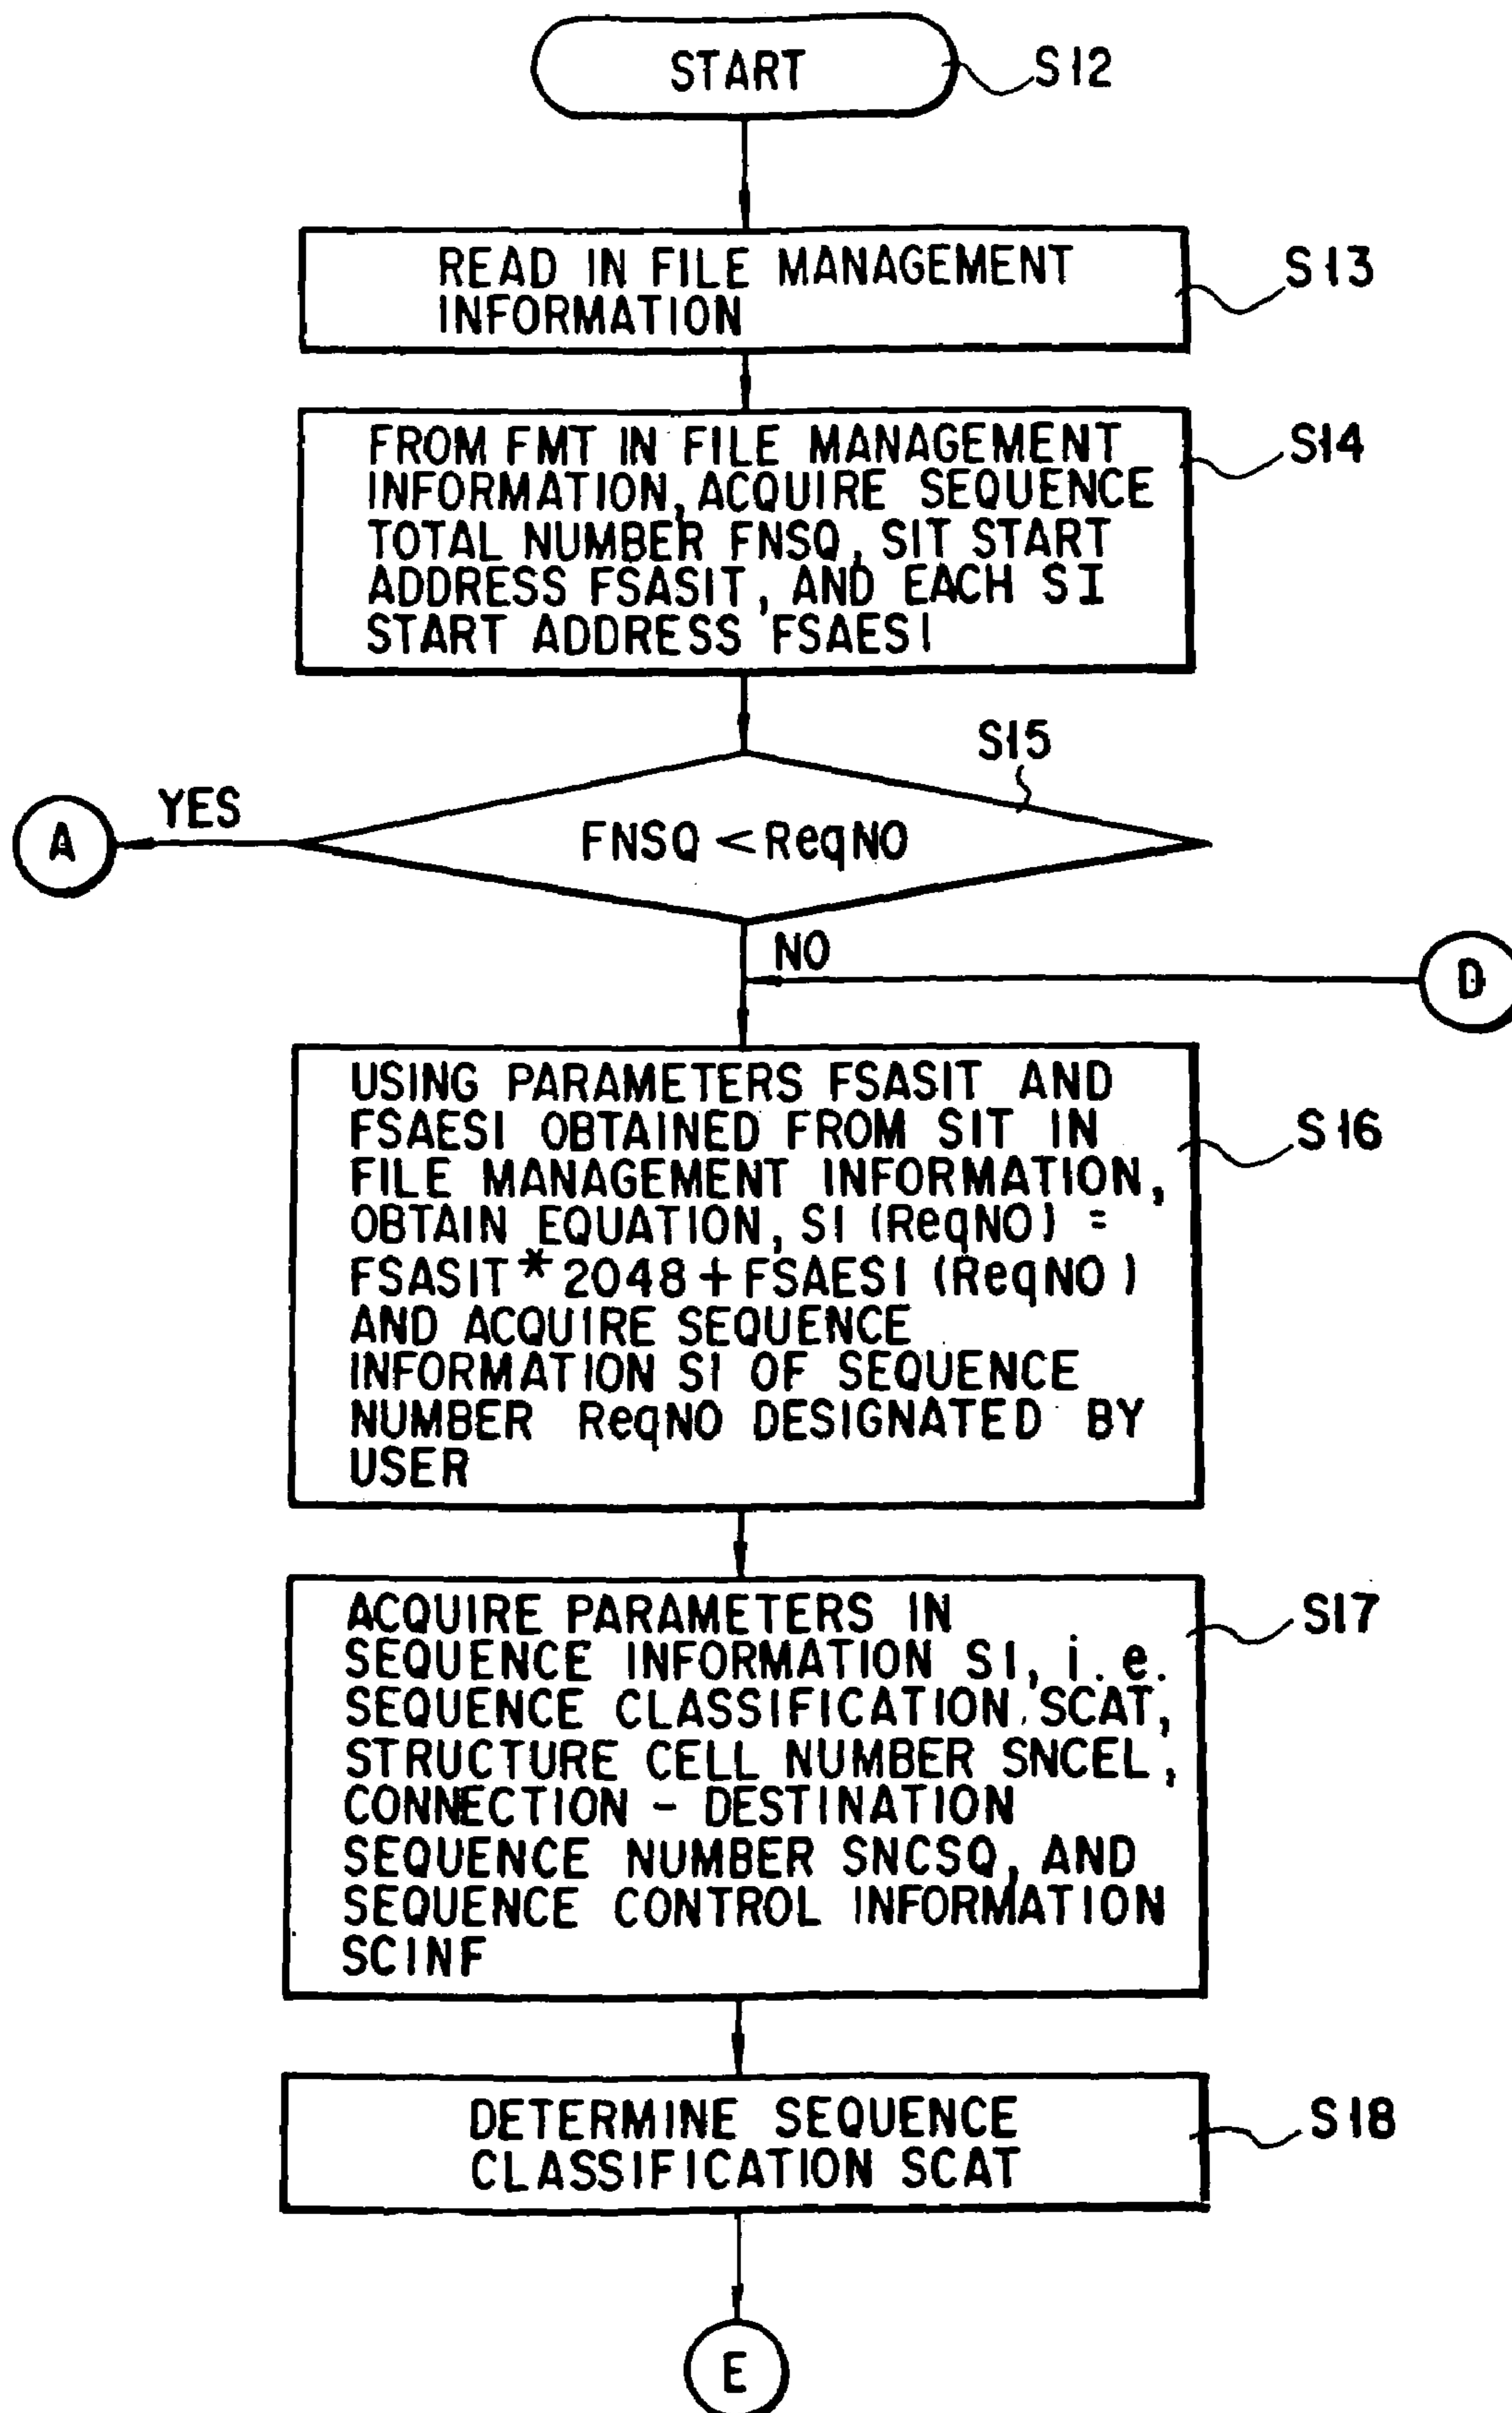 START
S12
READ IN FILE MANAGEMENT
INFORMATION
S13
FROM FMT IN FILE MANAGEMENT
INFORMATION, ACQUIRE SEQUENCE
TOTAL NUMBER FNSQ, SIT START
ADDRESS FSASIT, AND EACH SI
START ADDRESS FSAESI
S14
S15
A
YES
FNSQ < ReqNO
NO
D
USING PARAMETERS FSASIT AND
FSAESI OBTAINED FROM SIT IN
FILE MANAGEMENT INFORMATION,
OBTAIN EQUATION, SI (ReqNO) =
FSASIT * 2048 + FSAESI (ReqNO)
AND ACQUIRE SEQUENCE
INFORMATION SI OF SEQUENCE
NUMBER ReqNO DESIGNATED BY
USER
S16
ACQUIRE PARAMETERS IN
SEQUENCE INFORMATION SI, i.e.
SEQUENCE CLASSIFICATION SCAT,
STRUCTURE CELL NUMBER SNCEL,
CONNECTION - DESTINATION
SEQUENCE NUMBER SNCSQ, AND
SEQUENCE CONTROL INFORMATION
SCINF
S17
DETERMINE SEQUENCE
CLASSIFICATION SCAT
S18
E